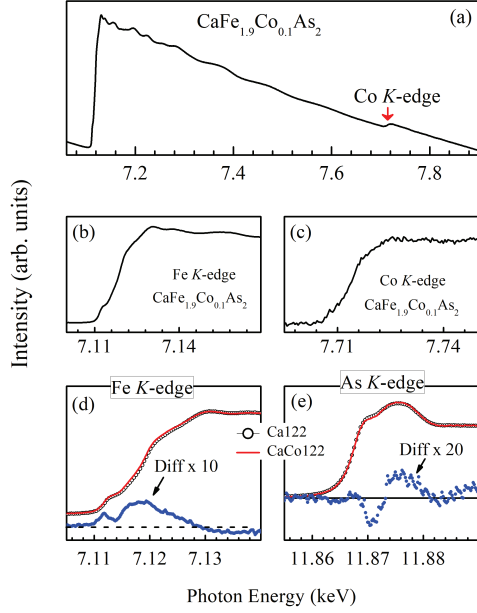 CaFe1.9Co0.1As2
(a)
Co K-edge
7.2
7.4
7.6
7.8
Intensity (arb. units)
(b)
Fe K-edge
CaFe1.9Co0.1As2
7.11
7.14
(c)
Co K-edge
CaFe1.9Co0.1As2
7.71
7.74
Fe K-edge
(d)
Diff x 10
7.11
7.12
7.13
Ca122
CaCo122
As K-edge
(e)
Diff x 20
11.86
11.87
11.88
Photon Energy (keV)